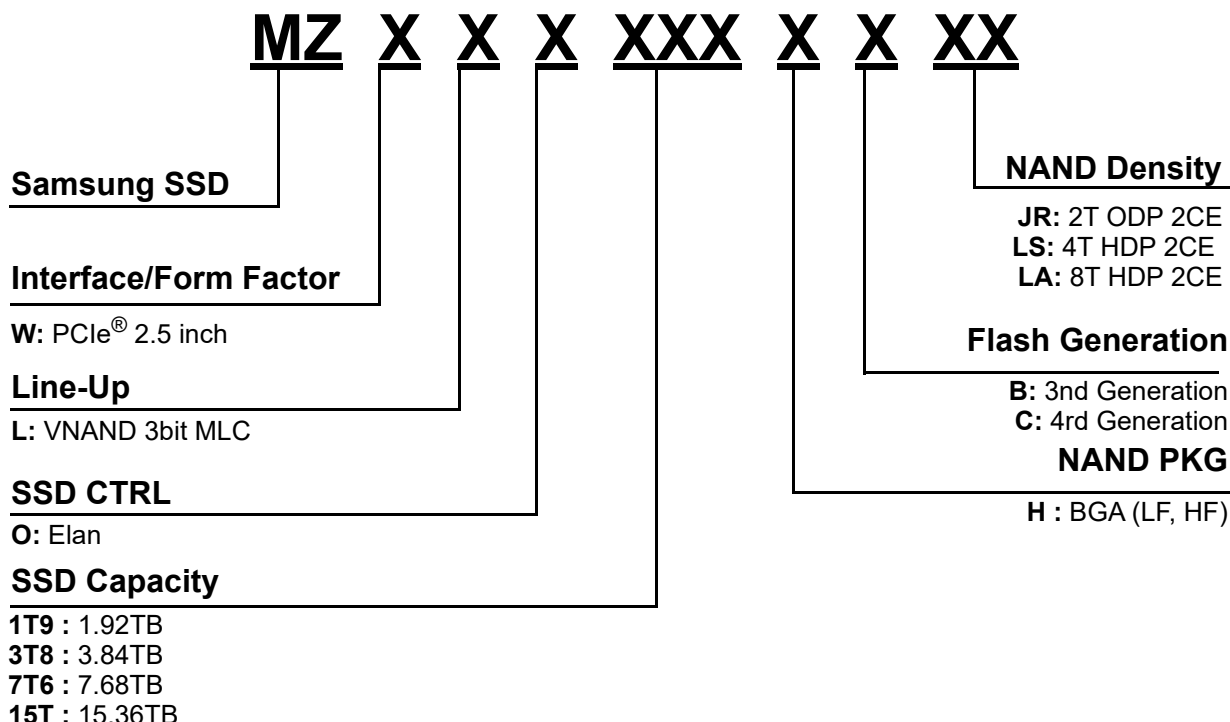 MZ X X X XXX X X XX
Samsung SSD
Interface/Form Factor
W: PCIe® 2.5 inch
Line-Up
L: VNAND 3bit MLC
SSD CTRL
O: Elan
SSD Capacity
1T9 : 1.92TB
3T8 : 3.84TB
7T6 : 7.68TB
15T : 15.36TB
NAND Density
JR: 2T ODP 2CE
LS: 4T HDP 2CE
LA: 8T HDP 2CE
Flash Generation
B: 3nd Generation
C: 4rd Generation
NAND PKG
H : BGA (LF, HF)